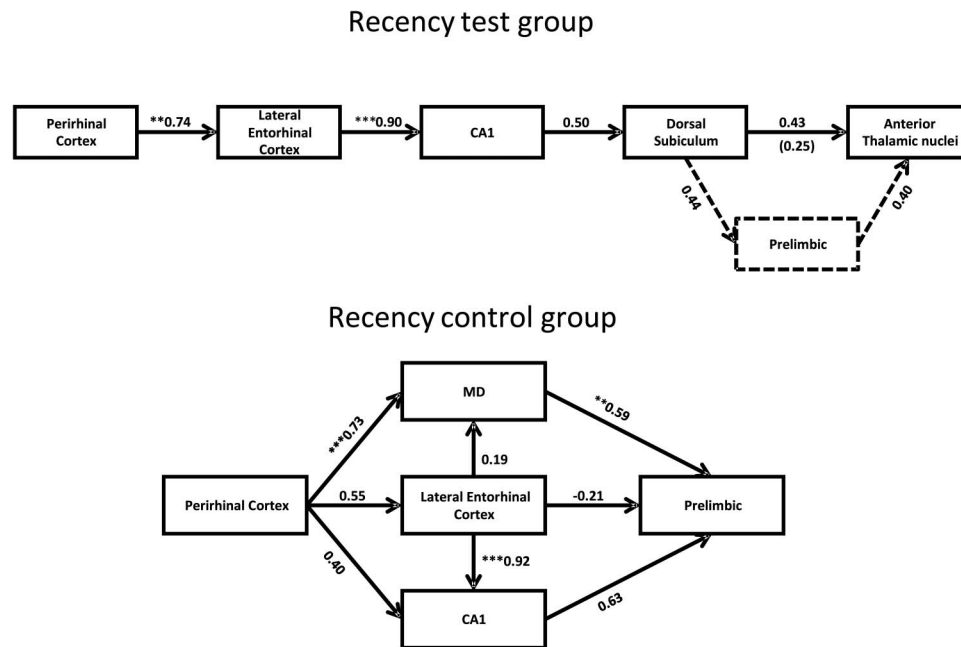 Recency test group
Perirhinal
Cortex
**0.74
Lateral
Entorhinal
Cortex
***0.90
CA1
0.50
Dorsal
Subiculum
0.43
(0.25)
Anterior
Thalamic nuclei
0.44
Prelimbic
0.40
Recency control group
MD
***0.73
**0.59
0.19
Perirhinal Cortex
0.55
Lateral Entorhinal
Cortex
-0.21
Prelimbic
0.40
***0.92
CA1
0.63